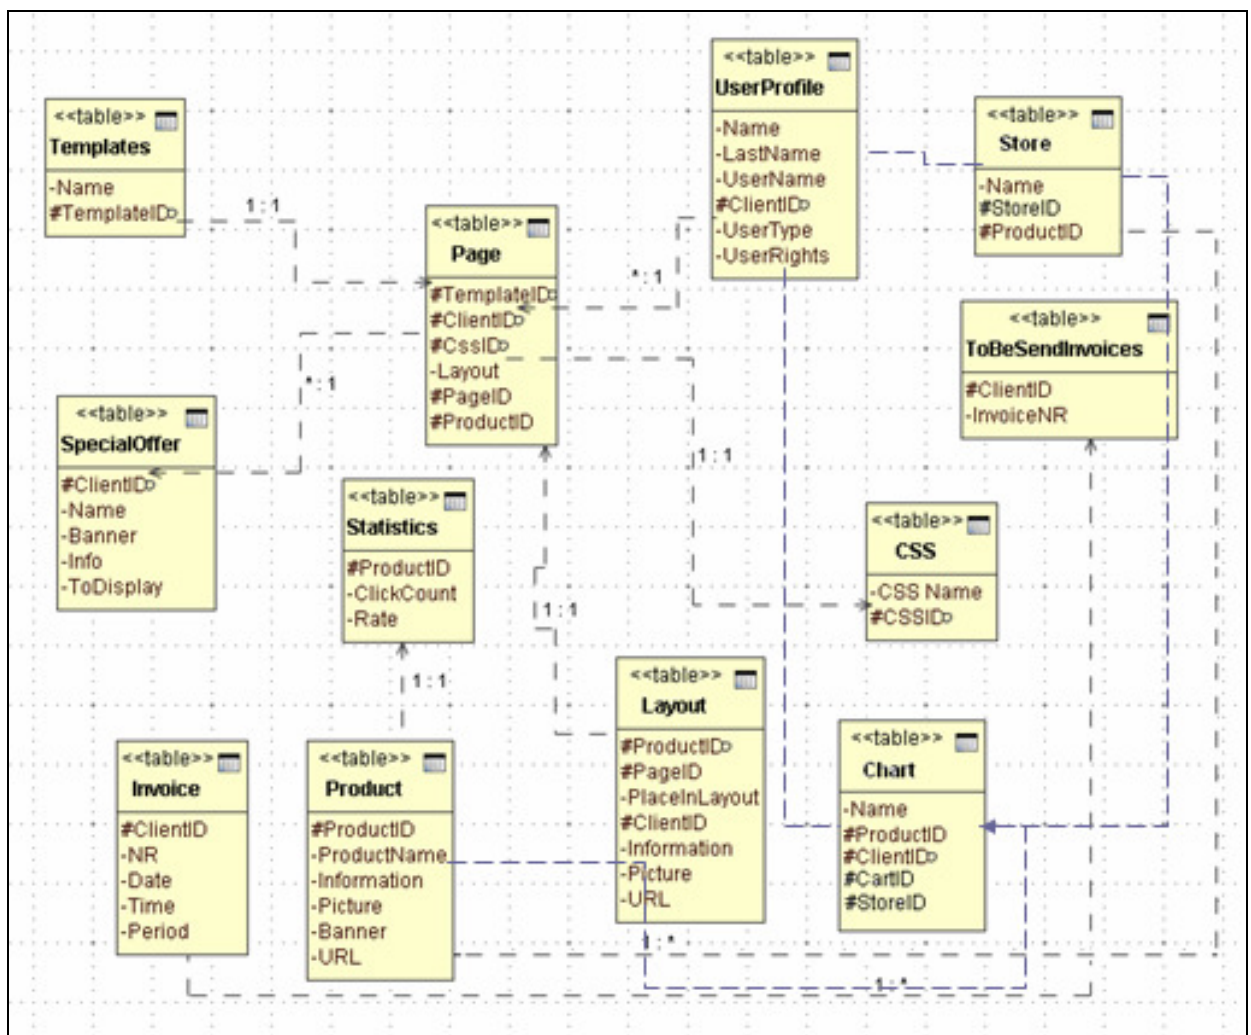 <<table>>
Templates
-Name
#TemplateID
1 : 1
<<table>>
Page
#TemplateID
#ClientID
#CssID
-Layout
#PageID
#ProductID
<<table>>
UserProfile
-Name
-LastName
-UserName
#ClientID
-UserType
-UserRights
*: 1
<<table>>
Store
-Name
#StoreID
#ProductID
<<table>>
ToBeSendInvoices
#ClientID
-InvoiceNR
*: 1
<<table>>
SpecialOffer
#ClientID
-Name
-Banner
-Info
-ToDisplay
<<table>>
Statistics
#ProductID
-ClickCount
-Rate
1 : 1
<<table>>
CSS
-CSS Name
#CSSID
1 : 1
1 : 1
<<table>>
Invoice
#ClientID
-NR
-Date
-Time
-Period
<<table>>
Product
#ProductID
-ProductName
-Information
-Picture
-Banner
-URL
<<table>>
Layout
#ProductID
#PageID
-PlaceInLayout
#ClientID
-Information
-Picture
-URL
<<table>>
Chart
-Name
#ProductID
#ClientID
#CartID
#StoreID
1 : *
1 : *